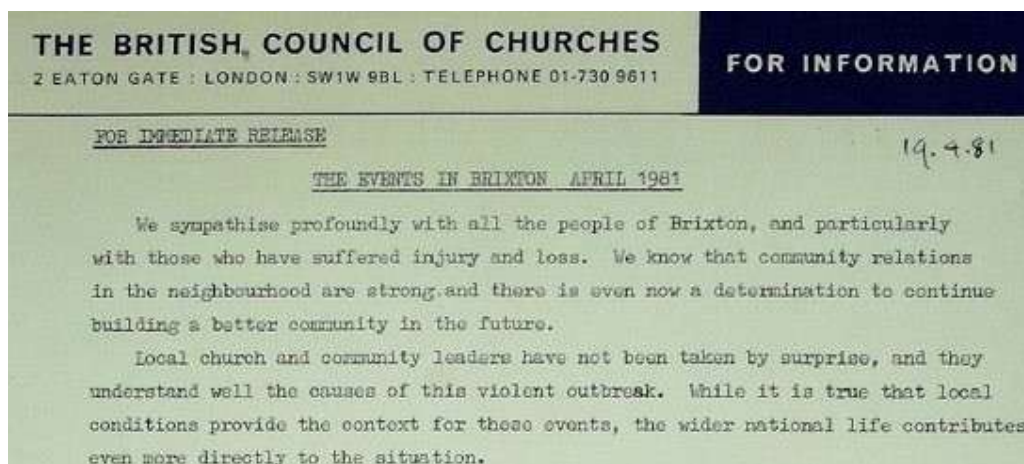 THE BRITISH COUNCIL OF CHURCHES
2 EATON GATE : LONDON : SW1W 9BL : TELEPHONE 01-730 9611
FOR INFORMATION
FOR IMMEDIATE RELEASE
19.4.81
THE EVENTS IN BRIXTON APRIL 1981
We sympathise profoundly with all the people of Brixton, and particularly
with those who have suffered injury and loss. We know that community relations
in the neighbourhood are strong and there is even now a determination to continue
building a better community in the future.
Local church and community leaders have not been taken by surprise, and they
understand well the causes of this violent outbreak. While it is true that local
conditions provide the context for these events, the wider national life contributes
even more directly to the situation.